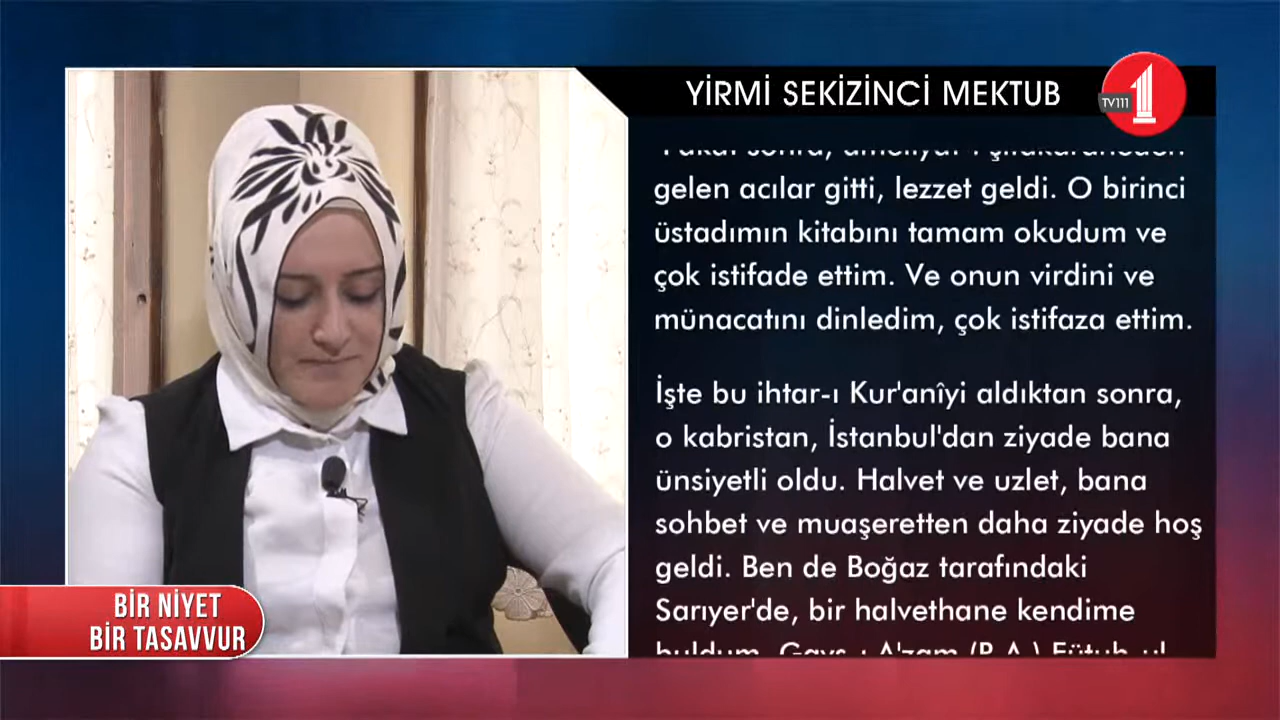 YİRMİ SEKİZİNCİ MEKTUB
TV111
1
gelen acılar gitti, lezzet geldi. O birinci
üstadımın kitabını tamam okudum ve
çok istifade ettim. Ve onun virdini ve
münacatını dinledim, çok istifaza ettim.
İşte bu ihtar-ı Kur'anîyi aldıktan sonra,
o kabristan, İstanbul'dan ziyade bana
ünsiyetli oldu. Halvet ve uzlet, bana
sohbet ve muaşeretten daha ziyade hoş
geldi. Ben de Boğaz tarafındaki
Sarıyer'de, bir halvethane kendime
BİR NİYET
BİR TASAVVUR